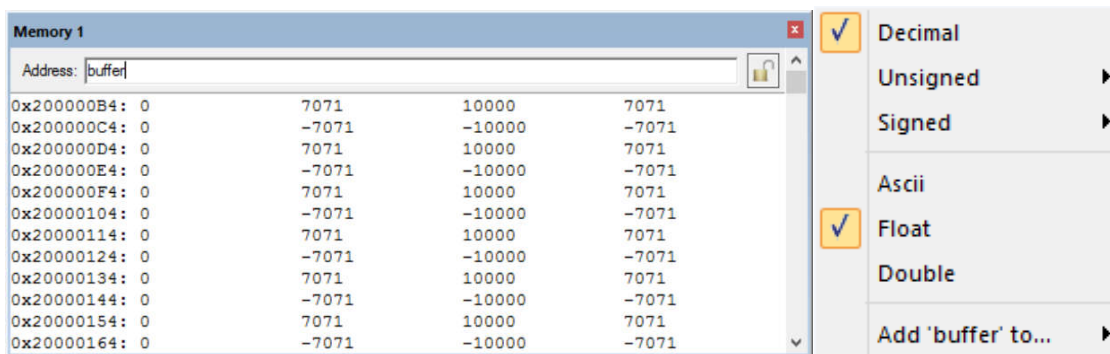 Memory 1
Address: buffer
0x200000B4: 0 7071 10000 7071
0x200000C4: 0 -7071 -10000 -7071
0x200000D4: 0 7071 10000 7071
0x200000E4: 0 -7071 -10000 -7071
0x200000F4: 0 7071 10000 7071
0x20000104: 0 -7071 -10000 -7071
0x20000114: 0 7071 10000 7071
0x20000124: 0 -7071 -10000 -7071
0x20000134: 0 7071 10000 7071
0x20000144: 0 -7071 -10000 -7071
0x20000154: 0 7071 10000 7071
0x20000164: 0 -7071 -10000 -7071
Decimal
Unsigned
Signed
Ascii
Float
Double
Add 'buffer' to...